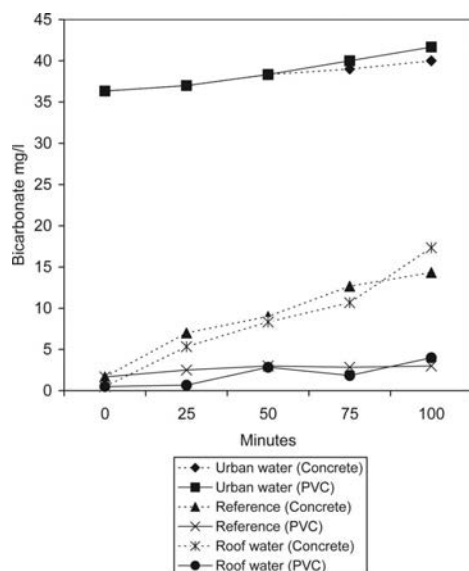 45
40
35
30
25
20
15
10
5
0
Bicarbonate mg/l
0 25 50 75 100
Minutes
Urban water (Concrete)
Urban water (PVC)
Reference (Concrete)
Reference (PVC)
Roof water (Concrete)
Roof water (PVC)